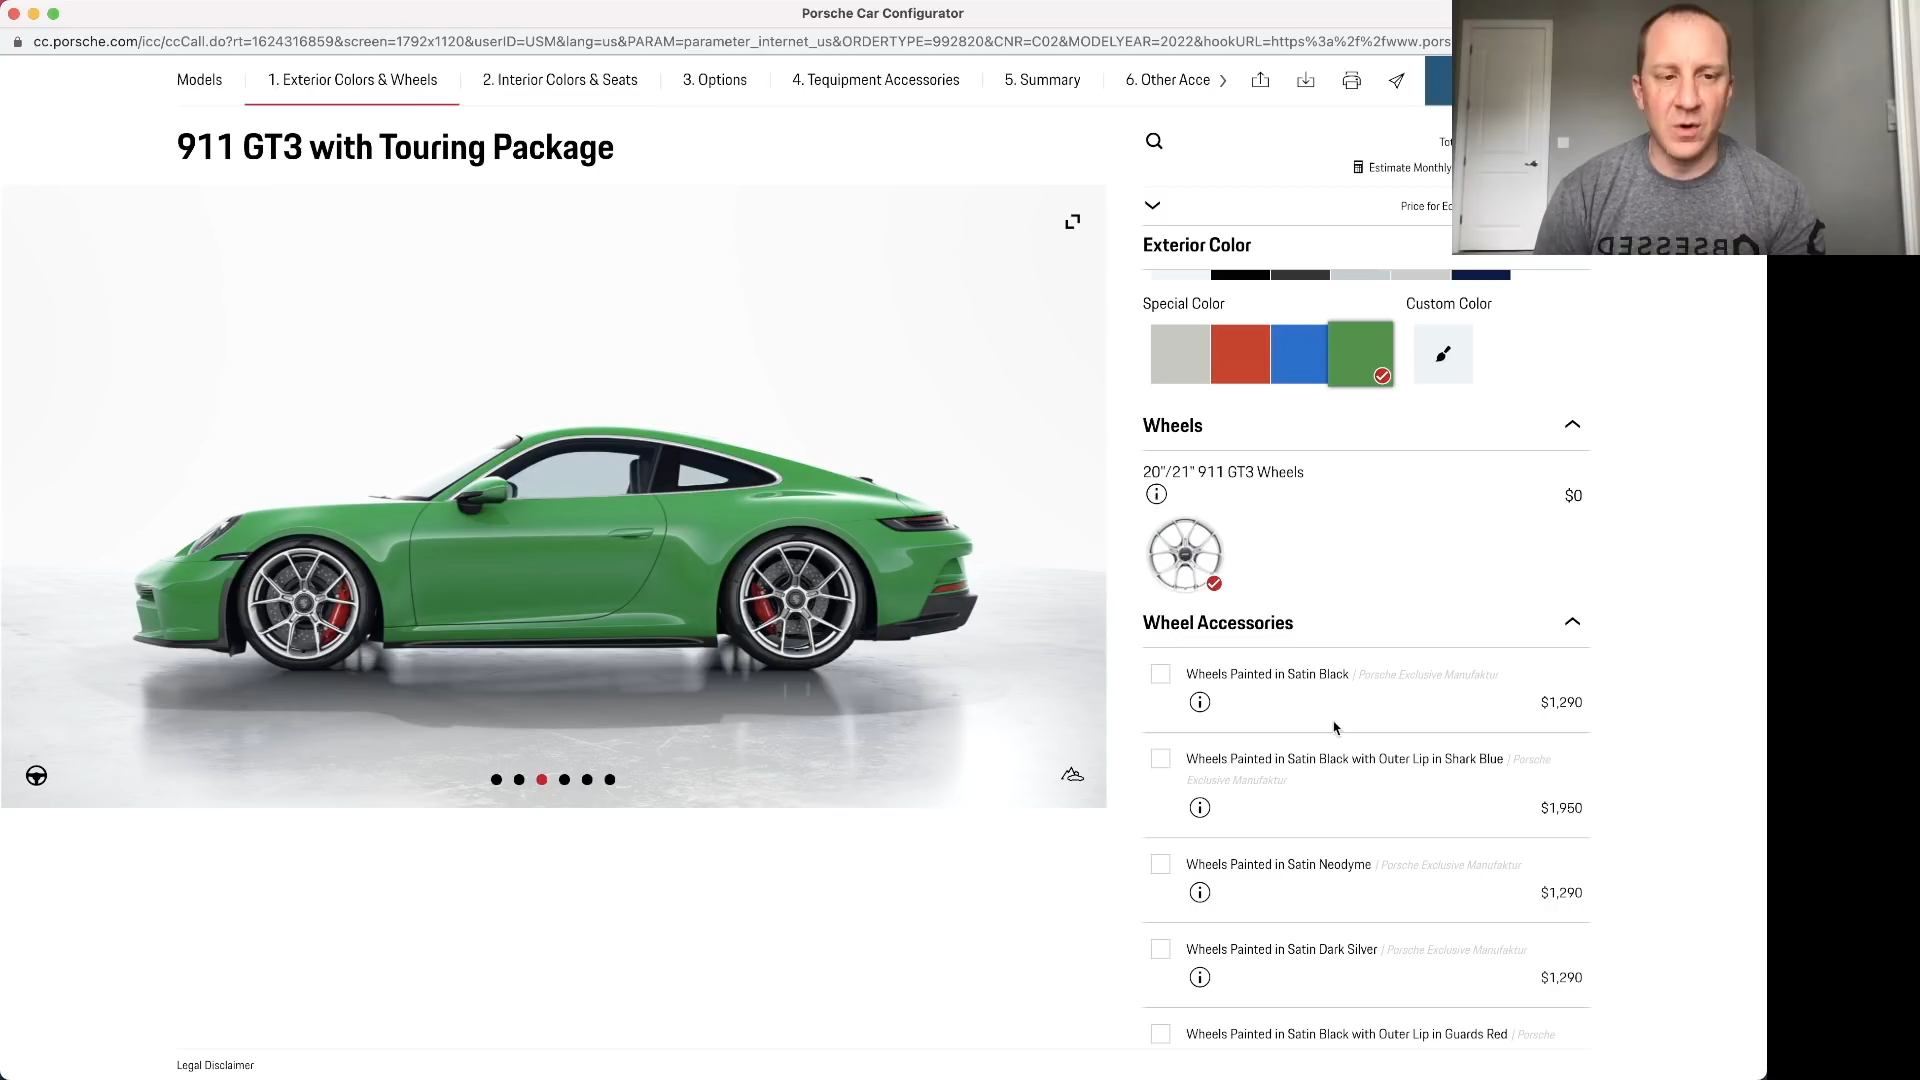 Porsche Car Configurator
cc.porsche.com/icc/ccCall.do?rt=1624316859&screen=1792x1120&userID=USM&lang=us&PARAM=parameter_internet_us&ORDERTYPE=992820&CNR=C02&MODELYEAR=2022&hookURL=https%3a%2f%2fwww.pors
Models
1. Exterior Colors & Wheels
2. Interior Colors & Seats
3. Options
4. Tequipment Accessories
5. Summary
6. Other Acce
911 GT3 with Touring Package
Tot
Estimate Monthly
Price for Eq
Exterior Color
Special Color
Custom Color
Wheels
20"/21" 911 GT3 Wheels
$0
Wheel Accessories
Wheels Painted in Satin Black | Porsche Exclusive Manufaktur
$1,290
Wheels Painted in Satin Black with Outer Lip in Shark Blue | Porsche
Exclusive Manufaktur
$1,950
Wheels Painted in Satin Neodyme | Porsche Exclusive Manufaktur
$1,290
Wheels Painted in Satin Dark Silver | Porsche Exclusive Manufaktur
$1,290
Wheels Painted in Satin Black with Outer Lip in Guards Red | Porsche
Legal Disclaimer